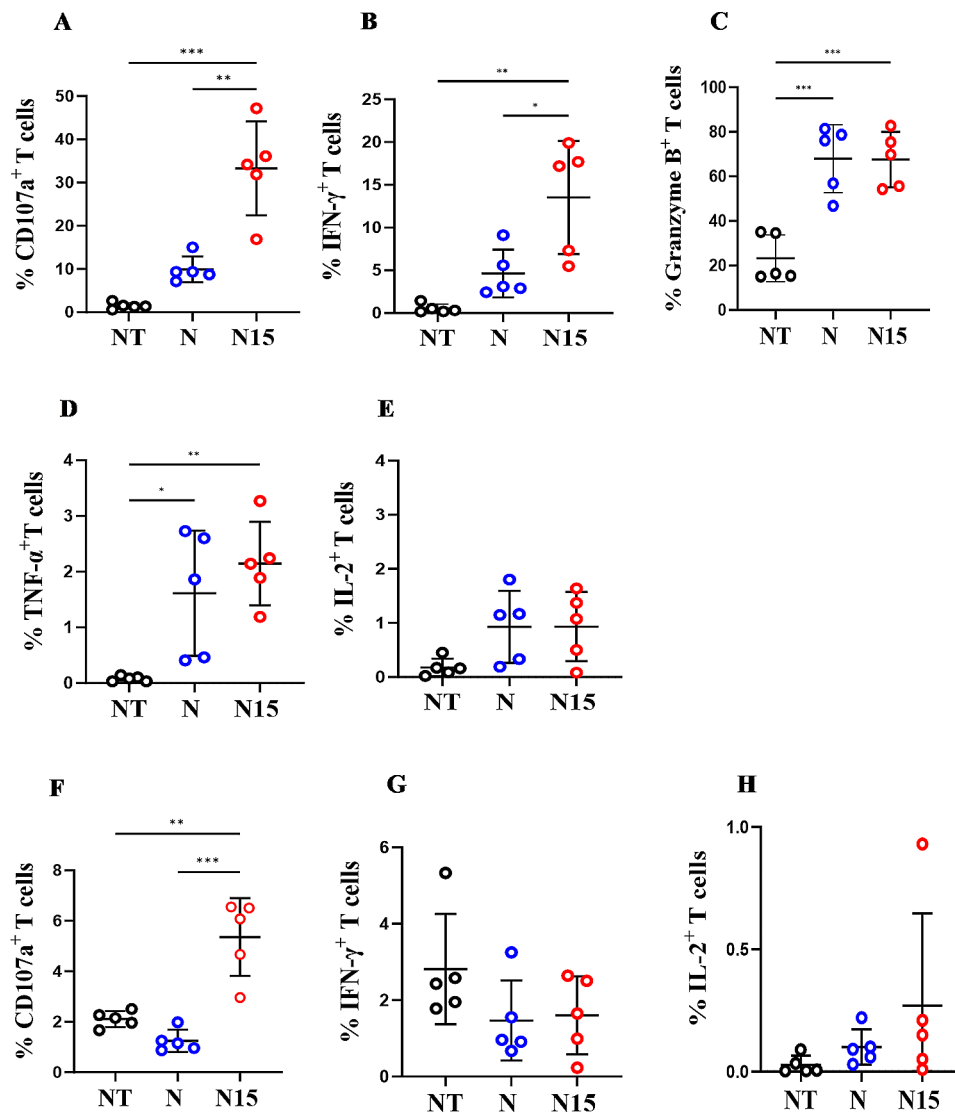 A
% CD107a+ T cells
***
**
50
40
30
20
10
0
NT N N15
B
% IFN-γ+ T cells
**
*
25
20
15
10
5
0
NT N N15
C
% Granzyme B+ T cells
***
***
100
80
60
40
20
0
NT N N15
D
% TNF-α+T cells
**
*
4
3
2
1
0
NT N N15
E
% IL-2+ T cells
4
3
2
1
0
NT N N15
F
% CD107a+ T cells
**
***
8
6
4
2
0
NT N N15
G
% IFN-γ+ T cells
6
4
2
0
NT N N15
H
% IL-2+ T cells
1.0
0.5
0.0
NT N N15